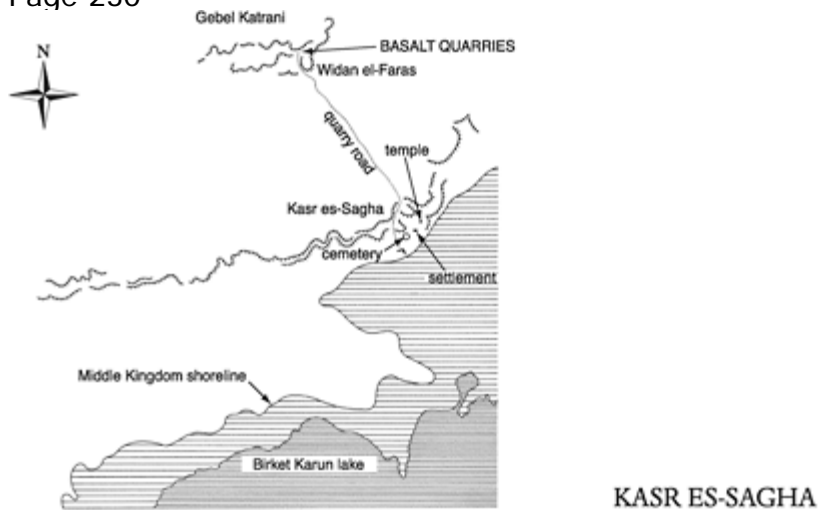 Page 230
Gebel Katrani
N
BASALT QUARRIES
Widan el-Faras
quarry road
temple
Kasr es-Sagha
cemetery
settlement
Middle Kingdom shoreline
Birket Karun lake
KASR ES-SAGHA